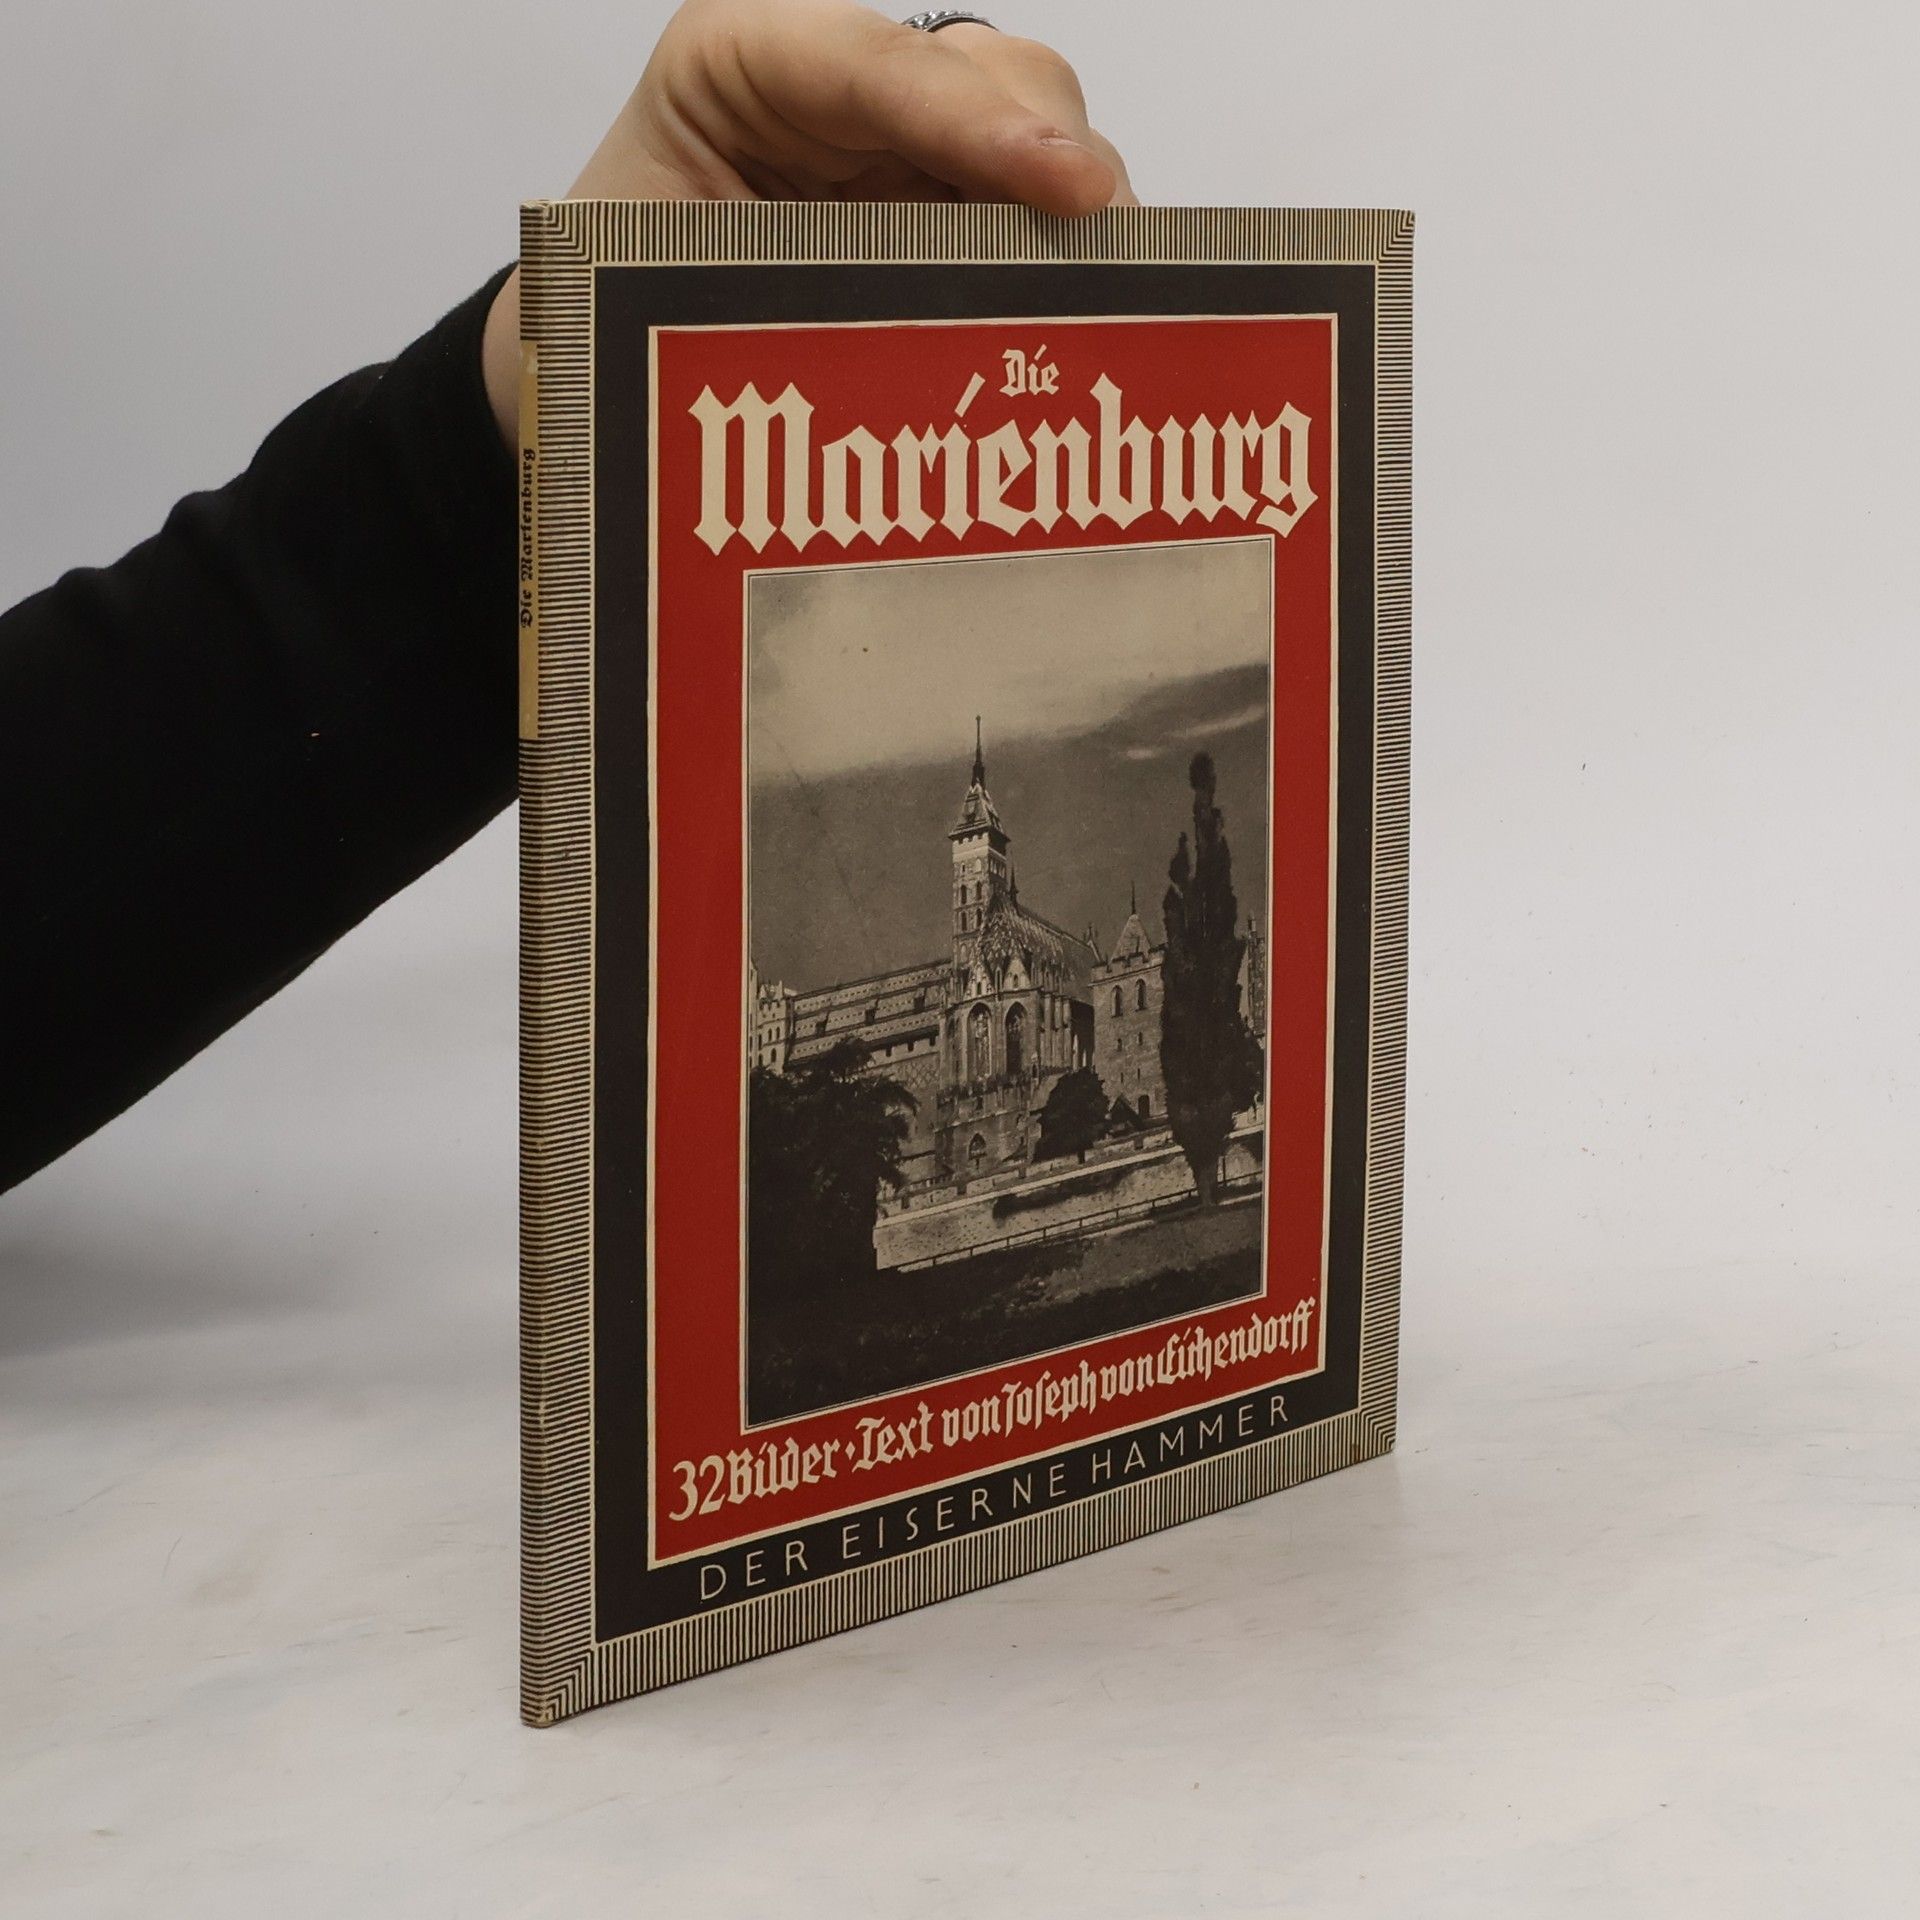 Die
Marienburg
32 Bilder · Text von Joseph von Eichendorff
DER EISERNE HAMMER
Die Marienburg